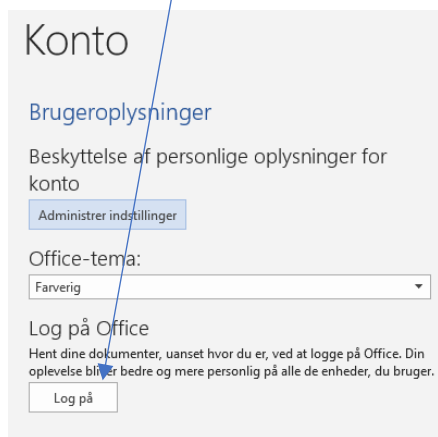 Konto
Brugeroplysninger
Beskyttelse af personlige oplysninger for
konto
Administrer indstillinger
Office-tema:
Farverig
Log på Office
Hent dine dokumenter, uanset hvor du er, ved at logge på Office. Din
oplevelse bliver bedre og mere personlig på alle de enheder, du bruger.
Log på